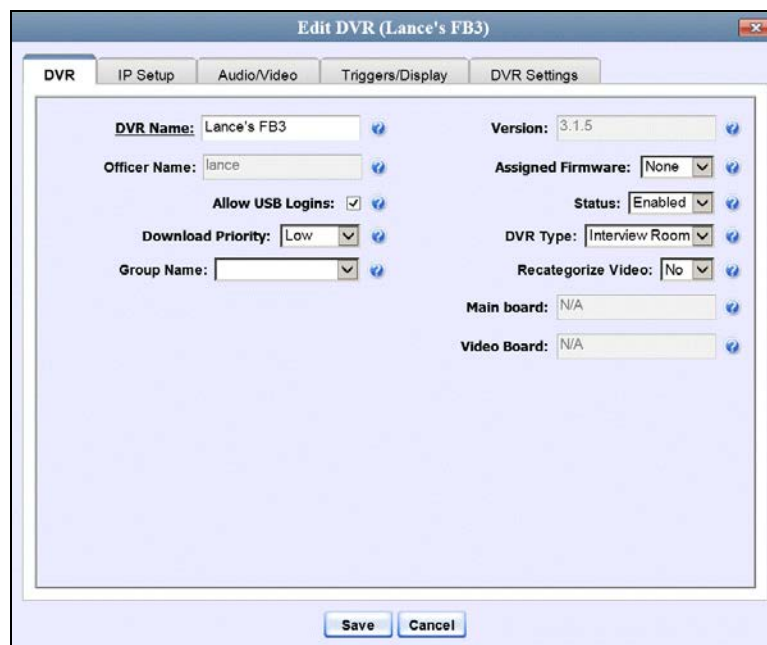 Edit DVR (Lance's FB3)
DVR IP Setup Audio/Video Triggers/Display DVR Settings
DVR Name: Lance's FB3
Officer Name: lance
Allow USB Logins:
Download Priority: Low
Group Name:
Version: 3.1.5
Assigned Firmware: None
Status: Enabled
DVR Type: Interview Room
Recategorize Video: No
Main board: N/A
Video Board: N/A
Save Cancel